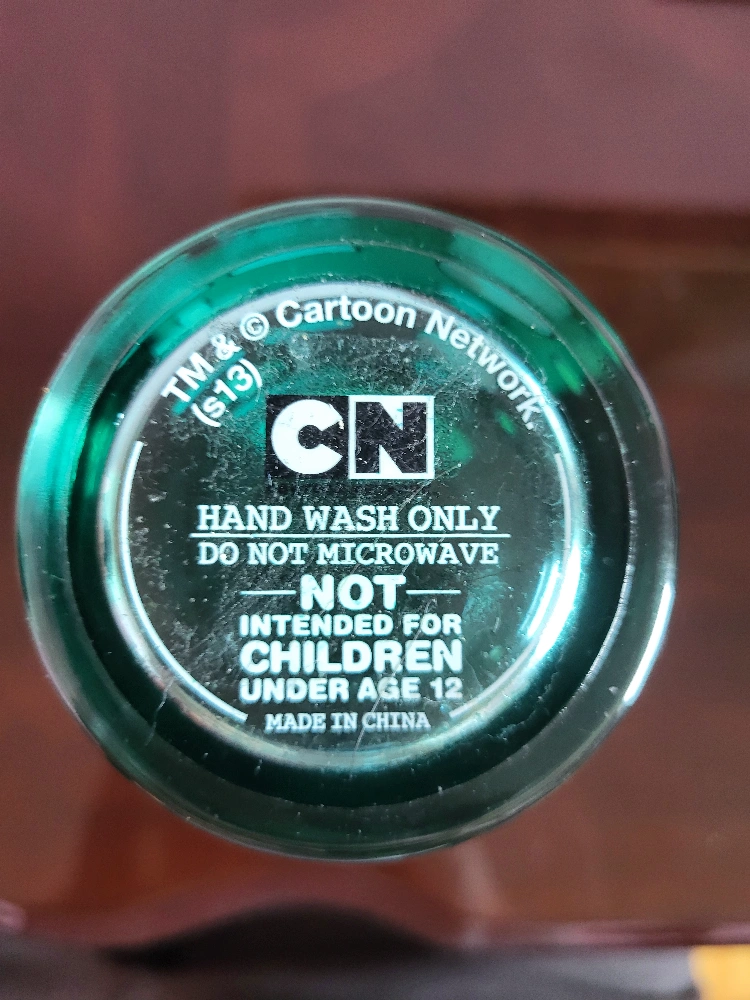 TM & © Cartoon Network.
(s13)
CN
HAND WASH ONLY
DO NOT MICROWAVE
NOT
INTENDED FOR
CHILDREN
UNDER AGE 12
MADE IN CHINA